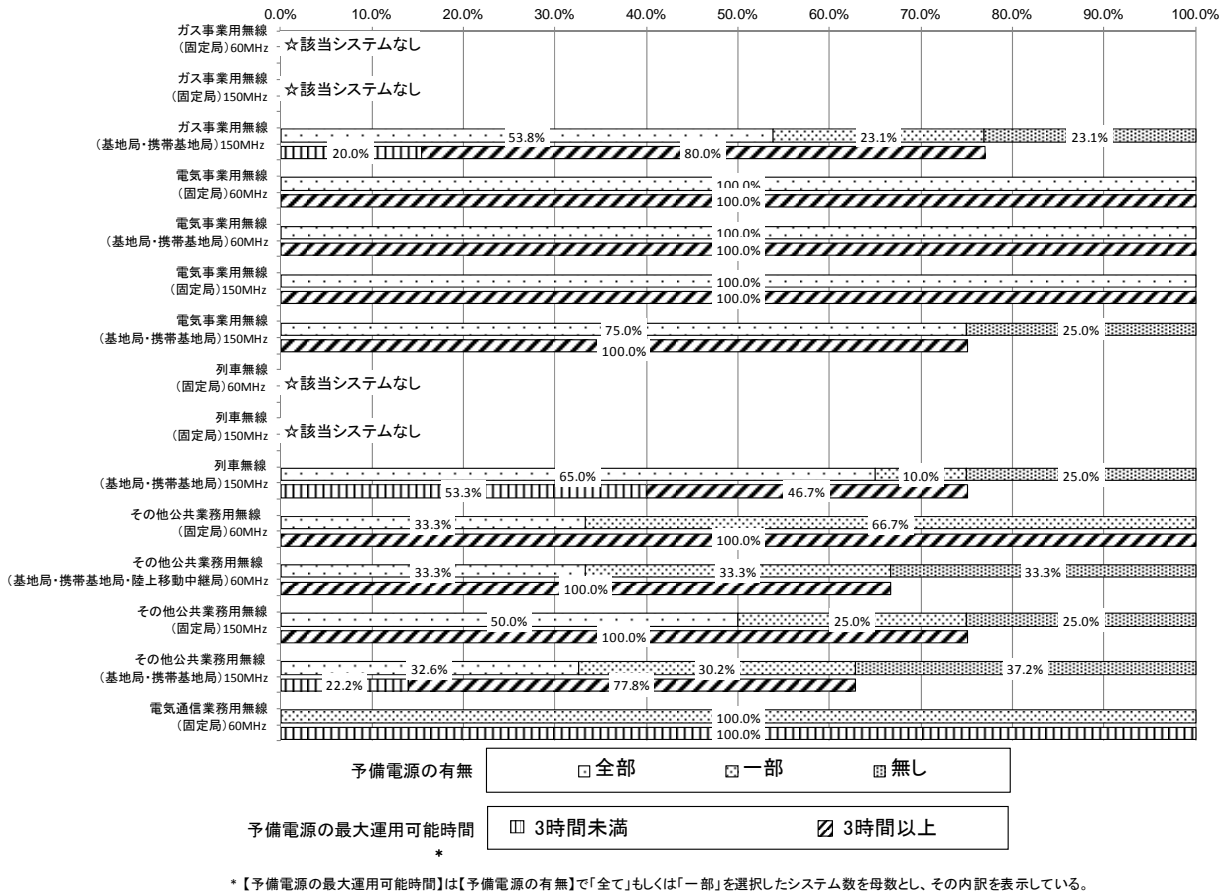 0.0% 10.0% 20.0% 30.0% 40.0% 50.0% 60.0% 70.0% 80.0% 90.0% 100.0%
ガス事業用無線
(固定局)60MHz
☆該当システムなし
ガス事業用無線
(固定局)150MHz
☆該当システムなし
ガス事業用無線
(基地局・携帯基地局)150MHz
53.8% 23.1% 23.1%
20.0% 80.0%
電気事業用無線
(固定局)60MHz
100.0%
100.0%
電気事業用無線
(基地局・携帯基地局)60MHz
100.0%
100.0%
電気事業用無線
(固定局)150MHz
100.0%
100.0%
電気事業用無線
(基地局・携帯基地局)150MHz
75.0% 25.0%
100.0%
列車無線
(固定局)60MHz
☆該当システムなし
列車無線
(固定局)150MHz
☆該当システムなし
列車無線
(基地局・携帯基地局)150MHz
65.0% 10.0% 25.0%
53.3% 46.7%
その他公共業務用無線
(固定局)60MHz
33.3% 66.7%
100.0%
その他公共業務用無線
(基地局・携帯基地局・陸上移動中継局)60MHz
33.3% 33.3% 33.3%
100.0%
その他公共業務用無線
(固定局)150MHz
50.0% 25.0% 25.0%
100.0%
その他公共業務用無線
(基地局・携帯基地局)150MHz
32.6% 30.2% 37.2%
22.2% 77.8%
電気通信業務用無線
(固定局)60MHz
100.0%
100.0%
予備電源の有無 全部 一部 無し
予備電源の最大運用可能時間 3時間未満 3時間以上
*
* 【予備電源の最大運用可能時間】は【予備電源の有無】で「全て」もしくは「一部」を選択したシステム数を母数とし、その内訳を表示している。